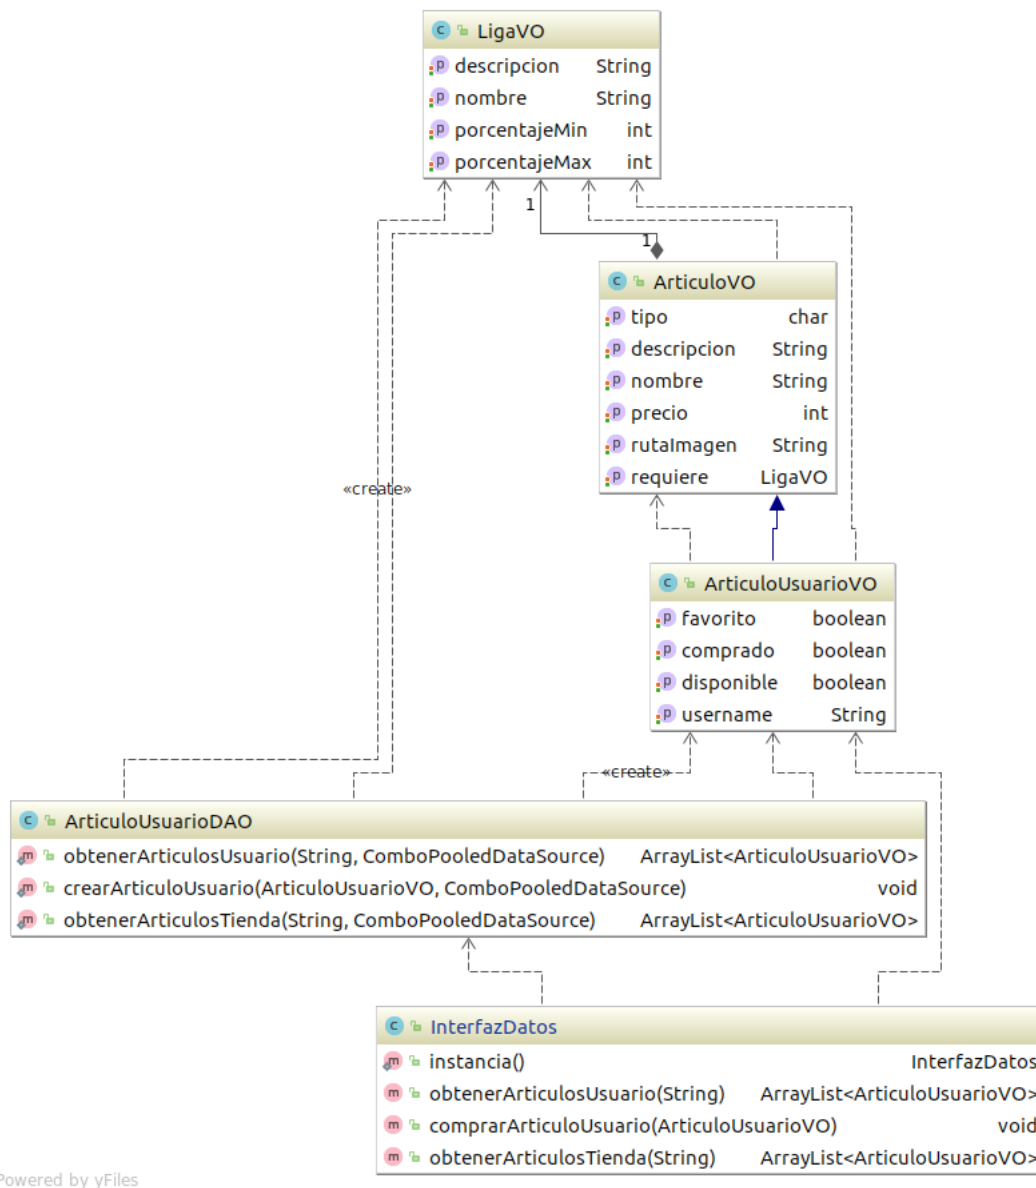 LigaVO
descripcion String
nombre String
porcentajeMin int
porcentajeMax int
1
1
ArticuloVO
tipo char
descripcion String
nombre String
precio int
rutaImagen String
requiere LigaVO
«create»
ArticuloUsuarioVO
favorito boolean
comprado boolean
disponible boolean
username String
«create»
ArticuloUsuarioDAO
obtenerArticulosUsuario(String, ComboPooledDataSource) ArrayList<ArticuloUsuarioVO>
crearArticuloUsuario(ArticuloUsuarioVO, ComboPooledDataSource) void
obtenerArticulosTienda(String, ComboPooledDataSource) ArrayList<ArticuloUsuarioVO>
InterfazDatos
instancia() InterfazDatos
obtenerArticulosUsuario(String) ArrayList<ArticuloUsuarioVO>
comprarArticuloUsuario(ArticuloUsuarioVO) void
obtenerArticulosTienda(String) ArrayList<ArticuloUsuarioVO>
Powered by yFiles